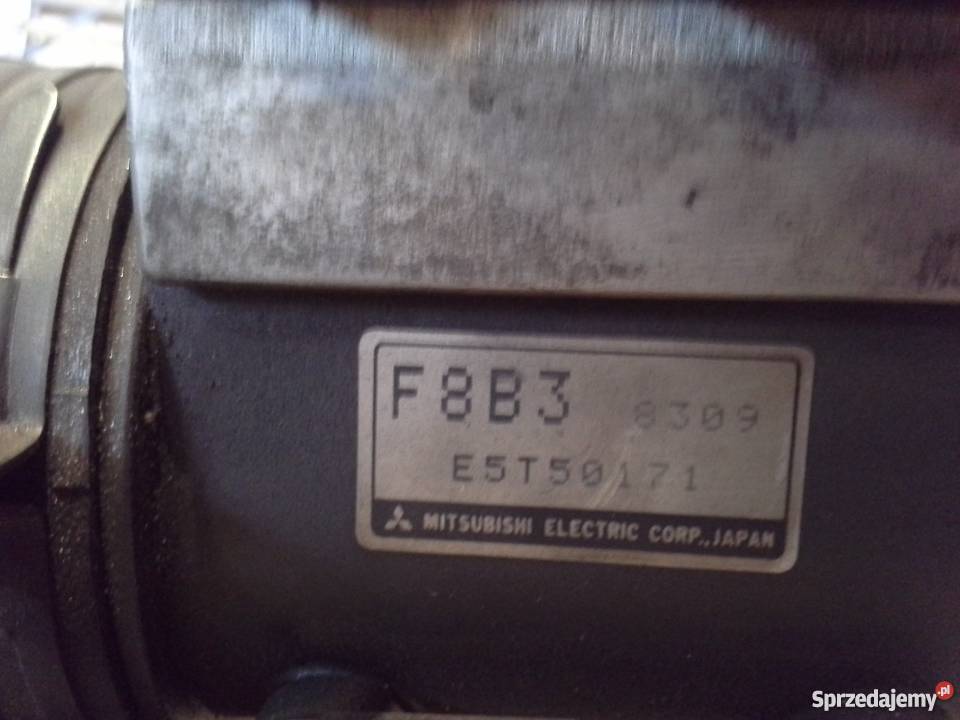 F8B3 8309
E5T50171
MITSUBISHI ELECTRIC CORP., JAPAN
Sprzedajemy.pl